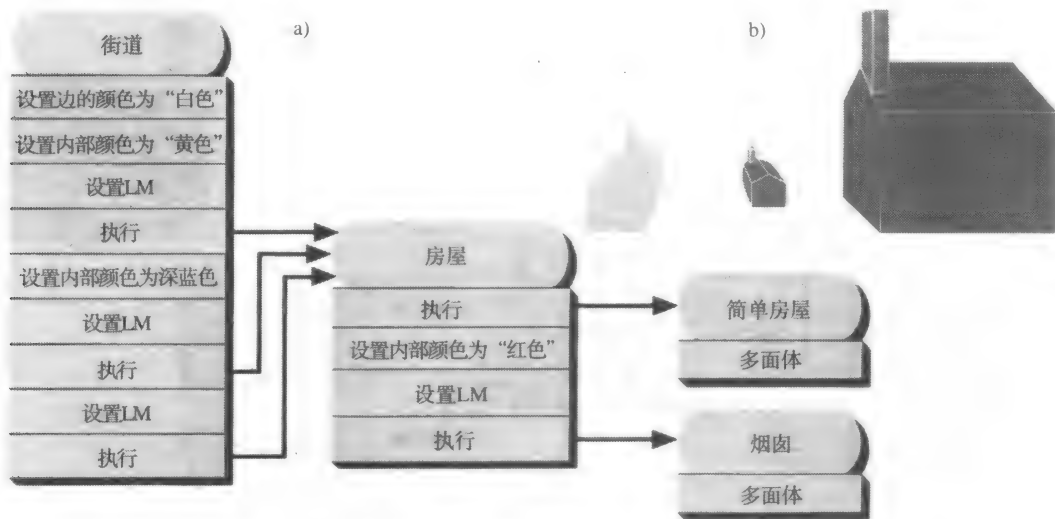 a)
b)
街道
设置边的颜色为“白色”
设置内部颜色为“黄色”
设置LM
执行
设置内部颜色为深蓝色
设置LM
执行
设置LM
执行
房屋
执行
设置内部颜色为“红色”
设置LM
执行
简单房屋
多面体
烟囱
多面体